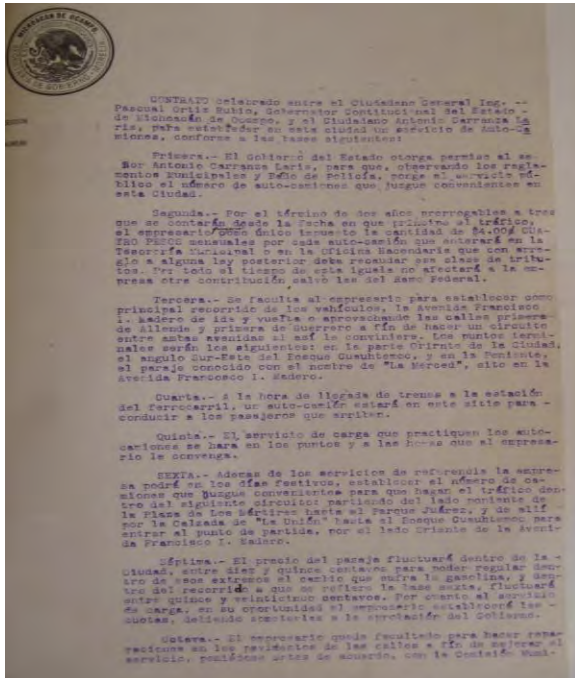 MICHOACAN DE OCAMPO
CONTRATO celebrado entre el Ciudadano General Ing. --
Pascual Ortiz Rubio, Gobernador Contitucional del Estado -
de Michoacán de Ocampo, y el Ciudadano Antonio Carranza La
ris, para establecer en esta ciudad un servicio de Auto-Ca
miones, conforme a las bases siguientes:
Primera.- El Gobierno del Estado otorga permiso al se-
ñor Antonio Carranza Laris, para que, observando los regla-
mentos Municipales y Bando de Policía, ponga al servicio pú-
blico el número de auto-camiones que juzgue convenientes en
esta Ciudad.
Segunda.- Por el término de dos años prorrogables a tres
que se contarán desde la fecha en que principie el tráfico,
el empresario como único impuesto la cantidad de $4.00 CUA-
TRO PESOS mensuales por cada auto-camión que enterará en la
Tesorería Municipal o en la Oficina Hacendaria que con arre-
glo a alguna ley posterior deba recaudar esa clase de tribu-
tos. Por todo el tiempo de esta iguala no afectará a la em-
presa otra contribución salvo las del Ramo Federal.
Tercera.- Se faculta al empresario para establecer como
principal recorrido de los vehículos, la Avenida Francisco
I. Madero de ida y vuelta o aprovechando las calles primera
de Allende y primera de Guerrero a fin de hacer un circuito
entre ambas avenidas si así le conviniere. Los puntos termi-
nales serán los siguientes: en la parte Oriente de la Ciudad,
el angulo Sur-Este del Bosque Cuauhtemoc, y en la Poniente,
el paraje conocido con el nombre de "La Merced", sito en la
Avenida Francosco I. Madero.
Cuarta.- A la hora de llegada de trenes a la estación
del ferrocarril, un auto-camión estará en este sitio para -
conducir a los pasajeros que arriben.
Quinta.- El servicio de carga que practiquen los auto-
camiones se hara en los puntos y a las horas que al empresa-
rio le convenga.
SEXTA.- Ademas de los servicios de referencia la empre-
sa podrá en los días festivos, establecer el número de ca-
miones que juzgue convenientes para que hagan el tráfico den-
tro del siguiente circuito: partiendo del lado poniente de
la Plaza de Los Mártires hasta el Parque Juárez, y de allí
por la Calzada de "La Unión" hasta el Bosque Cuauhtemoc para
entrar al punto de partida, por el lado Oriente de la Aveni-
da Francisco I. Madero.
Séptima.- El precio del pasaje fluctuará dentro de la -
Ciudad, entre diez y quince centavos para poder regular den-
tro de esos extremos el cambio que sufra la gasolina, y den-
tro del recorrido a que se refiere la base sexta, fluctuará
entre quince y veinticinco centavos. Por cuanto al servicio
de carga, en su oportunidad el empresario establecerá las -
cuotas, debiendo someterlas a la aprobación del Gobierno.
Octava.- El empresario queda facultado para hacer repa-
raciones en los pavimentos de las calles a fin de mejorar el
servicio, poniéndose antes de acuerdo, con la Comisión Muni-